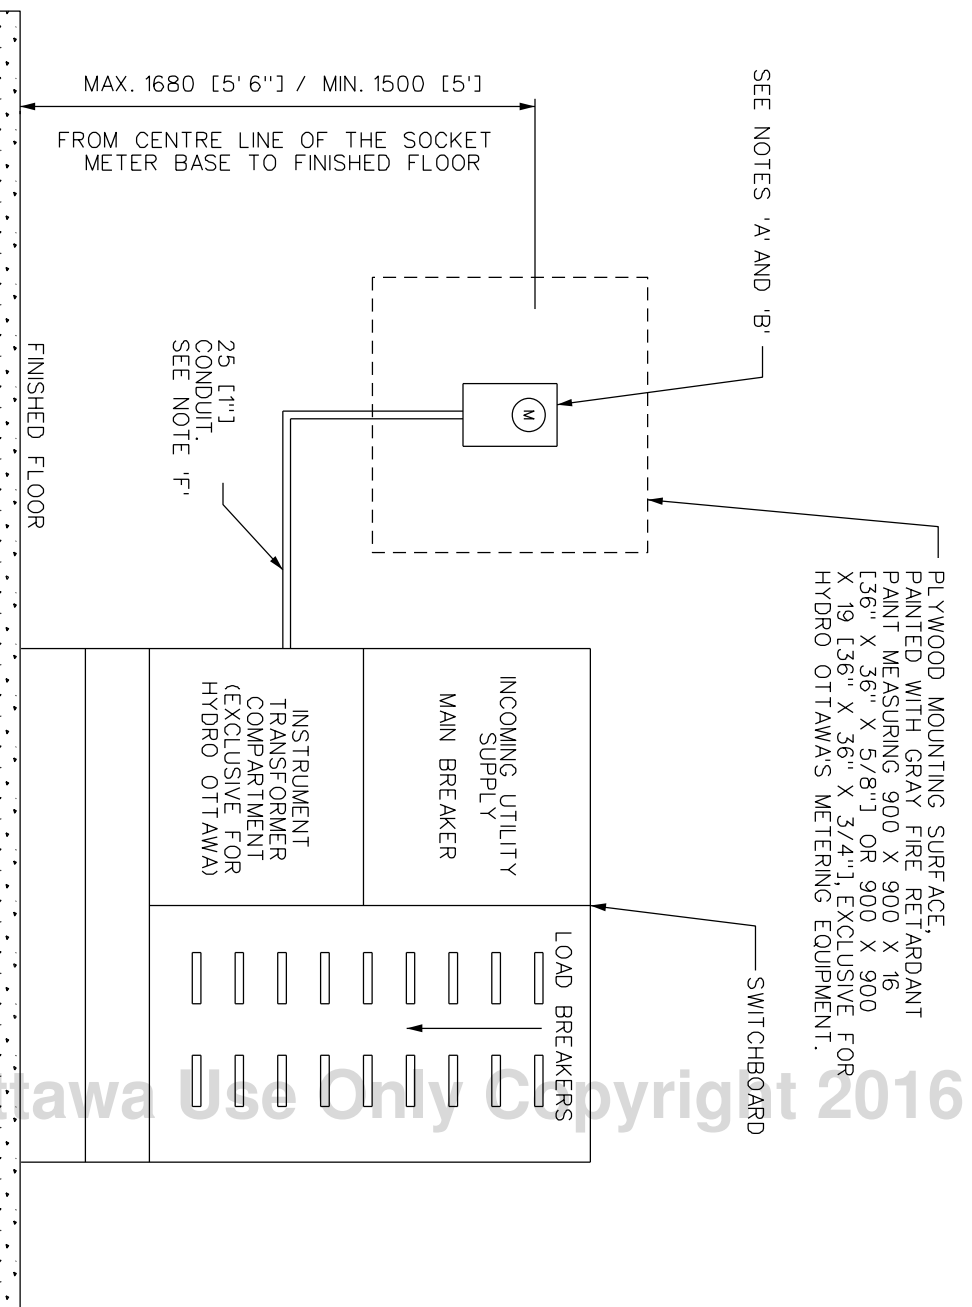 MAX. 1680 [5' 6"] / MIN. 1500 [5']
FROM CENTRE LINE OF THE SOCKET
METER BASE TO FINISHED FLOOR
SEE NOTES 'A' AND 'B'
M
25 [1"]
CONDUIT.
SEE NOTE 'F'
FINISHED FLOOR
PLYWOOD MOUNTING SURFACE,
PAINTED WITH GRAY FIRE RETARDANT
PAINT MEASURING 900 X 900 X 16
[36" X 36" X 5/8"] OR 900 X 900
X 19 [36" X 36" X 3/4"], EXCLUSIVE FOR
HYDRO OTTAWA'S METERING EQUIPMENT.
INCOMING UTILITY
SUPPLY
MAIN BREAKER
INSTRUMENT
TRANSFORMER
COMPARTMENT
(EXCLUSIVE FOR
HYDRO OTTAWA)
SWITCHBOARD
LOAD BREAKERS
ttawa Use Only Copyright 2016